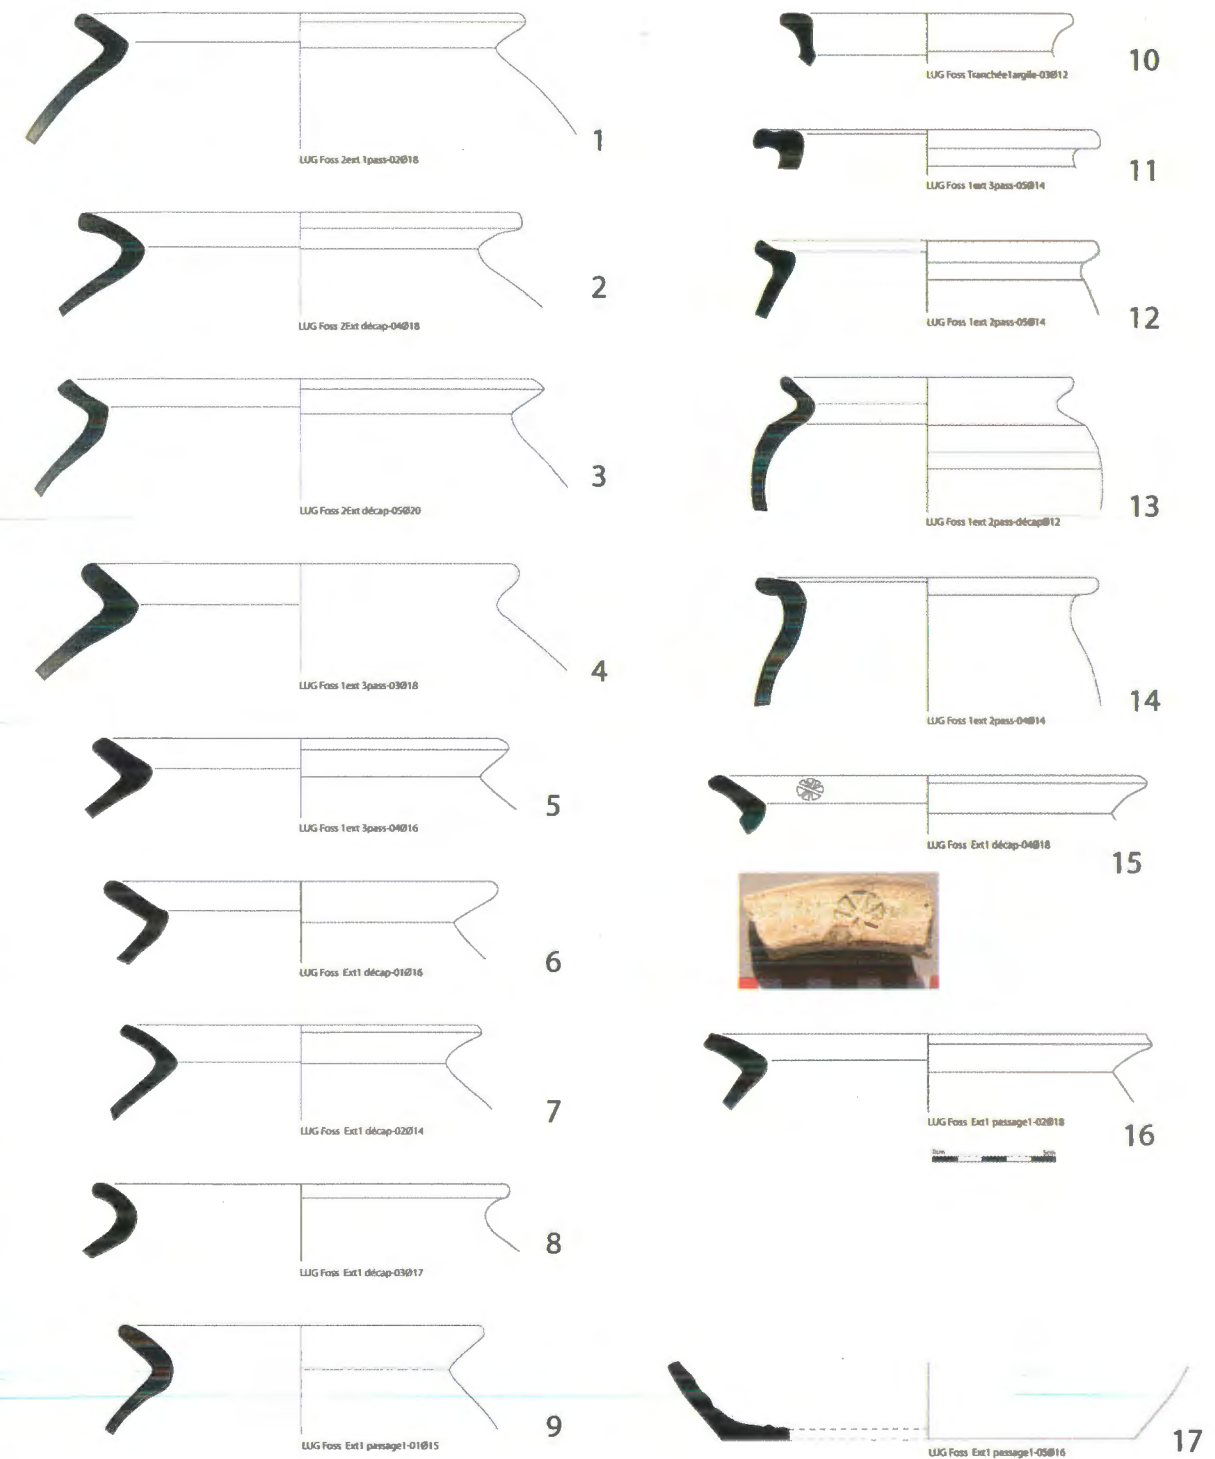 1
LUG Foss 2ext 1pass-02Ø18
2
LUG Foss 2Ext décap-04Ø18
3
LUG Foss 2Ext décap-05Ø20
4
LUG Foss 1ext 3pass-03Ø18
5
LUG Foss 1ext 3pass-04Ø16
6
LUG Foss Ext1 décap-01Ø16
7
LUG Foss Ext1 décap-02Ø14
8
LUG Foss Ext1 décap-03Ø17
9
LUG Foss Ext1 passage1-01Ø15
10
LUG Foss Tranchée1argile-03Ø12
11
LUG Foss 1ext 3pass-05Ø14
12
LUG Foss 1ext 2pass-05Ø14
13
LUG Foss 1ext 2pass-décapØ12
14
LUG Foss 1ext 2pass-04Ø14
LUG Foss Ext1 décap-04Ø18
15
LUG Foss Ext1 passage1-02Ø18
16
0cm 5cm
17
LUG Foss Ext1 passage1-05Ø16